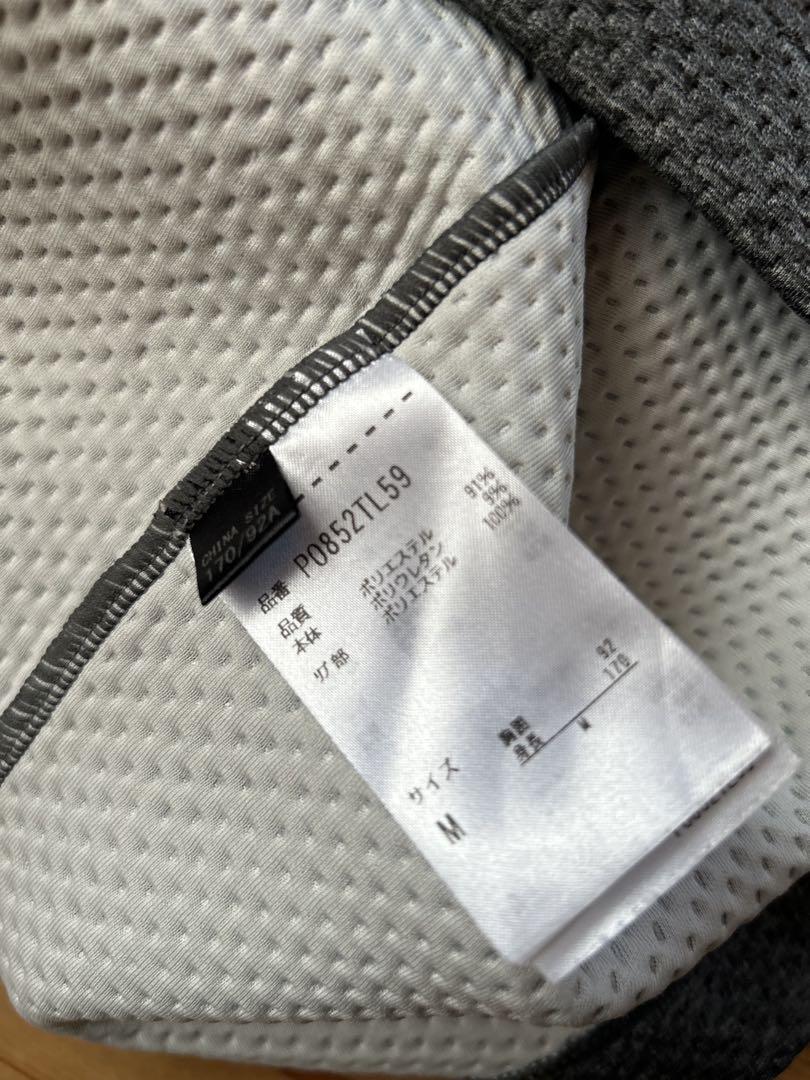 CHINA SIZE
170/92A
品番 P0852TL59
品質
本体 ポリエステル 91%
ポリウレタン 9%
リブ部 ポリエステル 100%
サイズ 胸囲 92
身長 170
M M